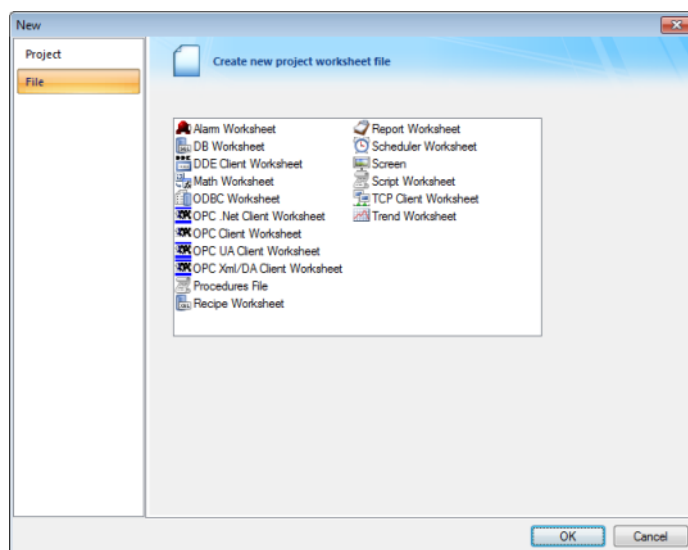 New
Project
File
Create new project worksheet file
Alarm Worksheet
DB Worksheet
DDE Client Worksheet
Math Worksheet
ODBC Worksheet
OPC .Net Client Worksheet
OPC Client Worksheet
OPC UA Client Worksheet
OPC Xml/DA Client Worksheet
Procedures File
Recipe Worksheet
Report Worksheet
Scheduler Worksheet
Screen
Script Worksheet
TCP Client Worksheet
Trend Worksheet
OK
Cancel